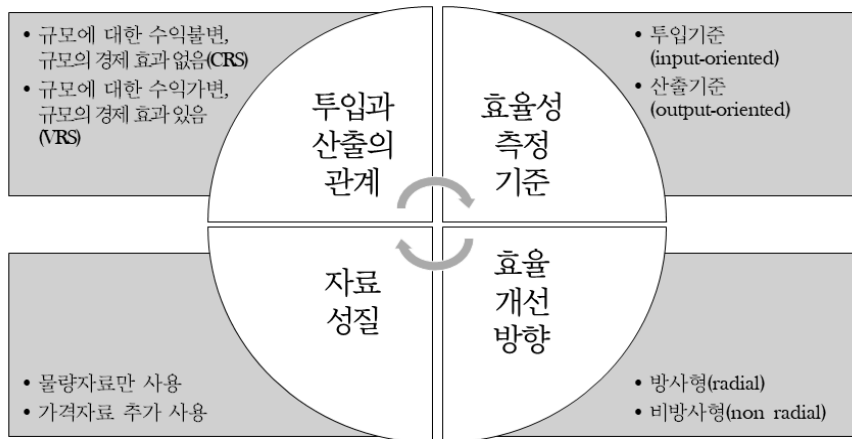 • 규모에 대한 수익불변,
규모의 경제 효과 없음(CRS)
• 규모에 대한 수익가변,
규모의 경제 효과 있음
(VRS)
투입과
산출의
관계
효율성
측정
기준
• 투입기준
(input-oriented)
• 산출기준
(output-oriented)
자료
성질
• 물량자료만 사용
• 가격자료 추가 사용
효율
개선
방향
• 방사형(radial)
• 비방사형(non radial)